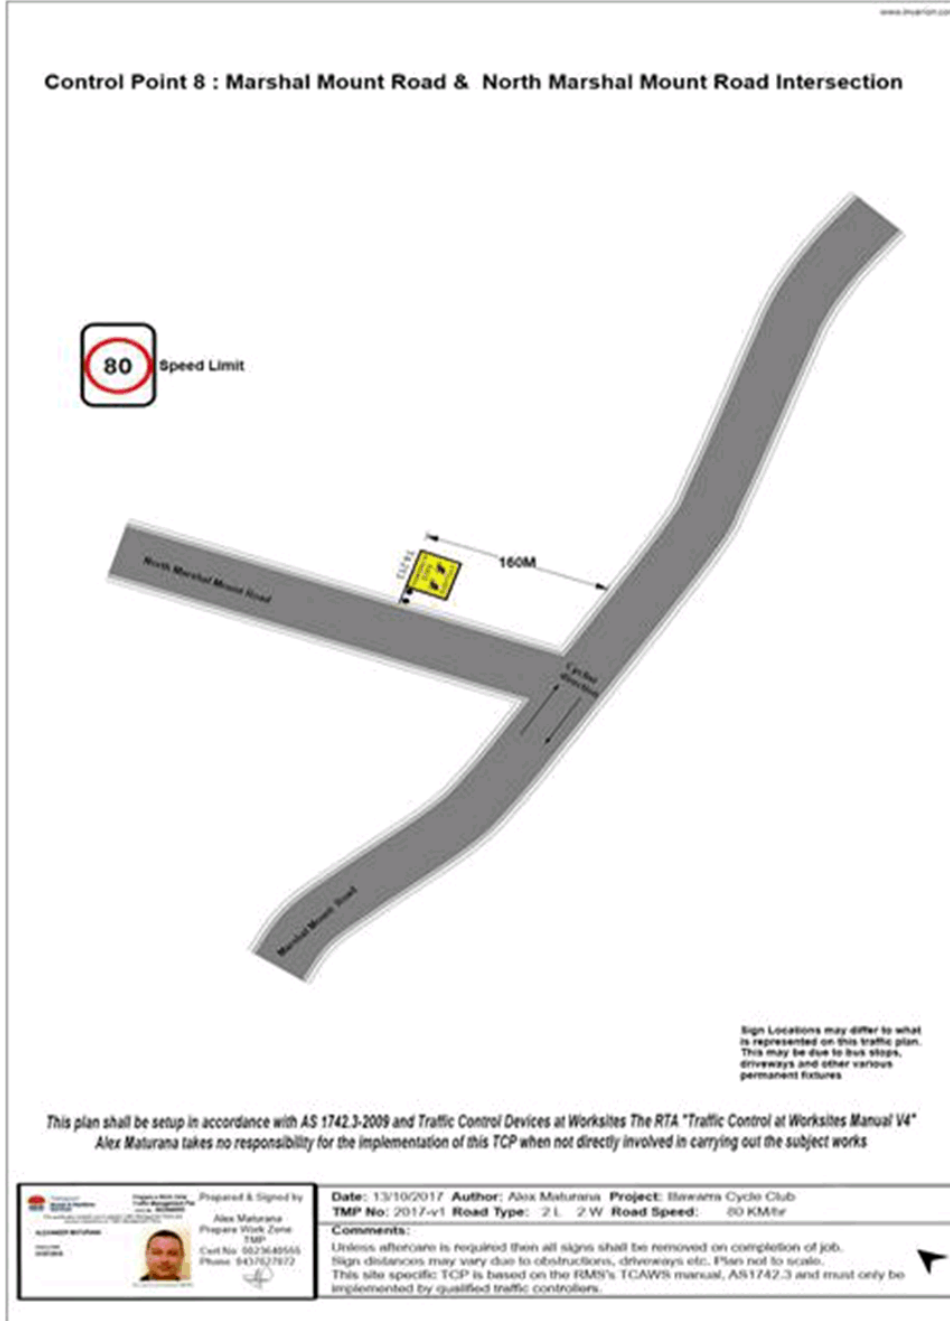 Control Point 8 : Marshal Mount Road & North Marshal Mount Road Intersection
80
Speed Limit
160M
North Marshal Mount Road
Cyclist
direction
Marshal Mount Road
Sign Locations may differ to what
is represented on this traffic plan.
This may be due to bus stops,
driveways and other various
permanent fixtures
This plan shall be setup in accordance with AS 1742.3-2009 and Traffic Control Devices at Worksites The RTA "Traffic Control at Worksites Manual V4"
Alex Maturana takes no responsibility for the implementation of this TCP when not directly involved in carrying out the subject works
Prepared & Signed by
Alex Maturana
Prepare Work Zone
TMP
Cert No 0023640555
Phone 0437627072
Date: 13/10/2017 Author: Alex Maturana Project: Illawarra Cycle Club
TMP No: 2017-v1 Road Type: 2 L 2 W Road Speed: 80 KM/hr
Comments:
Unless aftercare is required then all signs shall be removed on completion of job.
Sign distances may vary due to obstructions, driveways etc. Plan not to scale.
This site specific TCP is based on the RMS's TCAWS manual, AS1742.3 and must only be
implemented by qualified traffic controllers.